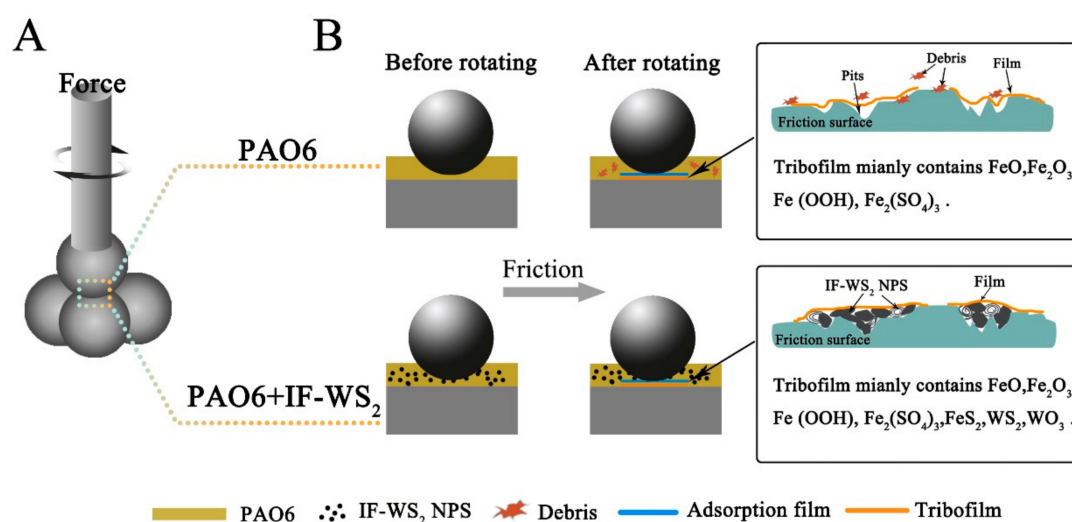 A
B
Force
Before rotating
After rotating
PAO6
Debris
Pits
Film
Friction surface
Tribofilm mianly contains FeO,Fe₂O₃
Fe (OOH), Fe₂(SO₄)₃ .
Friction
PAO6+IF-WS₂
IF-WS₂ NPS
Film
Friction surface
Tribofilm mianly contains FeO,Fe₂O₃
Fe (OOH), Fe₂(SO₄)₃,FeS₂,WS₂,WO₃ .
PAO6
IF-WS₂ NPS
Debris
Adsorption film
Tribofilm